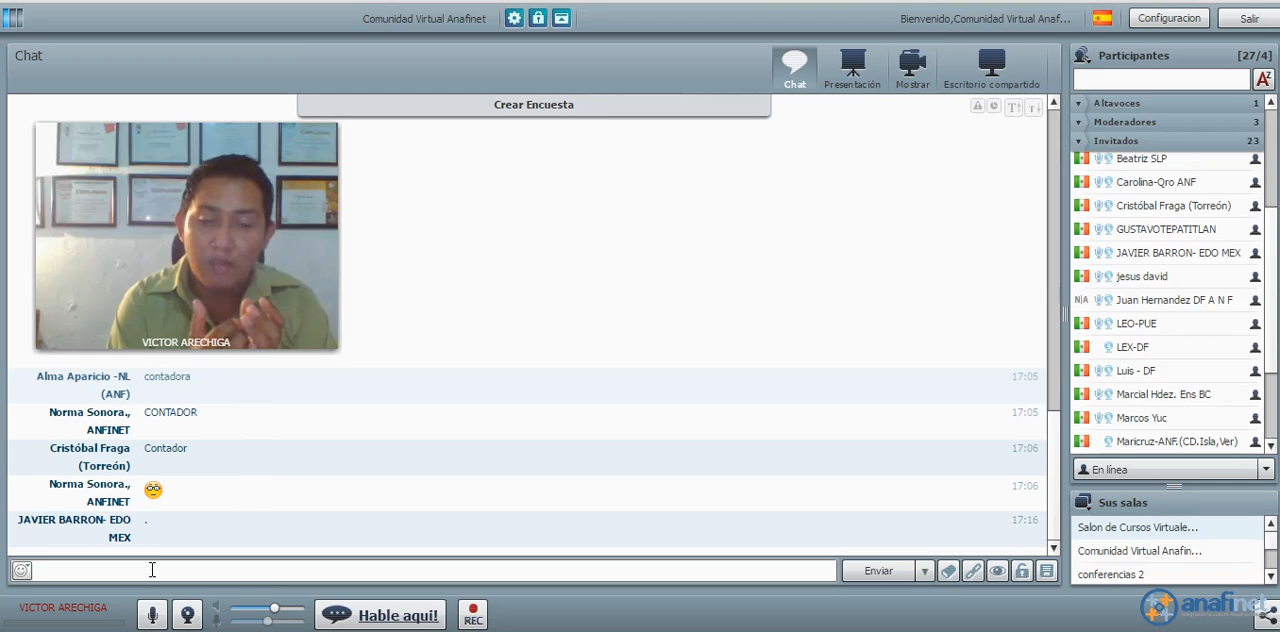 Comunidad Virtual Anafinet
Bienvenido,Comunidad Virtual Anaf...
Configuracion
Salir
Chat
Chat
Presentación
Mostrar
Escritorio compartido
Participantes
[27/4]
Crear Encuesta
Altavoces 1
Moderadores 3
Invitados 23
Beatriz SLP
Carolina-Qro ANF
Cristóbal Fraga (Torreón)
GUSTAVOTEPATITLAN
JAVIER BARRON- EDO MEX
jesus david
N|A Juan Hernandez DF A N F
LEO-PUE
LEX-DF
Luis - DF
Marcial Hdez. Ens BC
Marcos Yuc
Maricruz-ANF.(CD.Isla,Ver)
En línea
Sus salas
Salon de Cursos Virtuale...
Comunidad Virtual Anafin...
conferencias 2
VICTOR ARECHIGA
Alma Aparicio -NL contadora 17:05
(ANF)
Norma Sonora., CONTADOR 17:05
ANFINET
Cristóbal Fraga Contador 17:06
(Torreón)
Norma Sonora., 17:06
ANFINET
JAVIER BARRON- EDO . 17:16
MEX
Enviar
VICTOR ARECHIGA
Hable aqui!
REC
anafinet